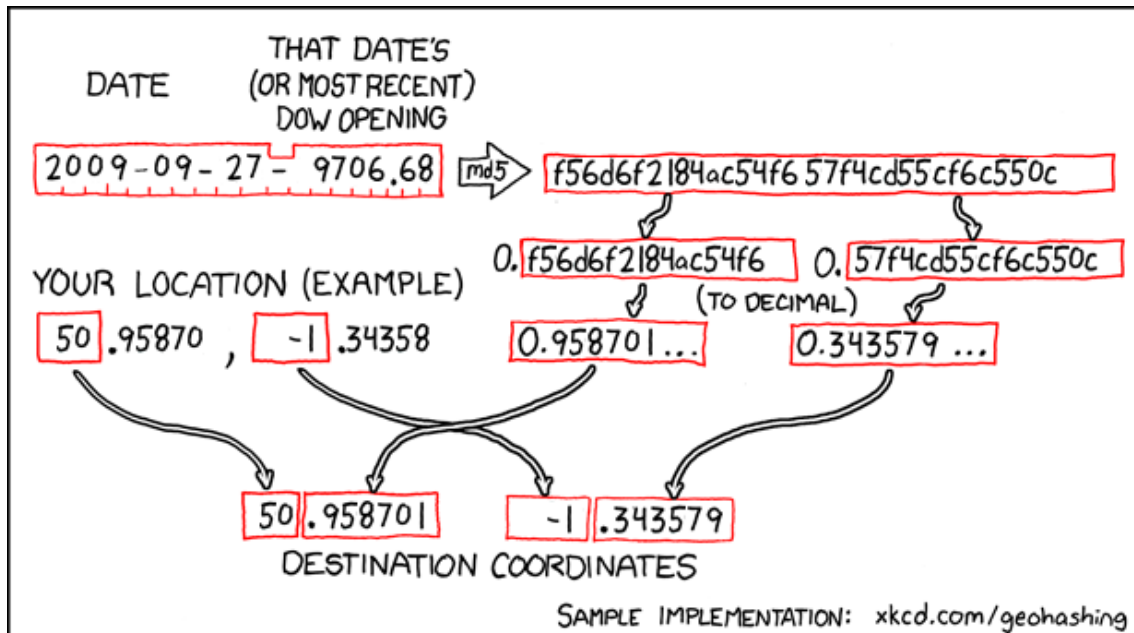 DATE
THAT DATE'S
(OR MOST RECENT)
DOW OPENING
2009-09-27- 9706.68
md5
f56d6f2184ac54f657f4cd55cf6c550c
0.f56d6f2184ac54f6
0.57f4cd55cf6c550c
(TO DECIMAL)
YOUR LOCATION (EXAMPLE)
50.95870, -1.34358
0.958701...
0.343579...
50.958701
-1.343579
DESTINATION COORDINATES
SAMPLE IMPLEMENTATION: xkcd.com/geohashing